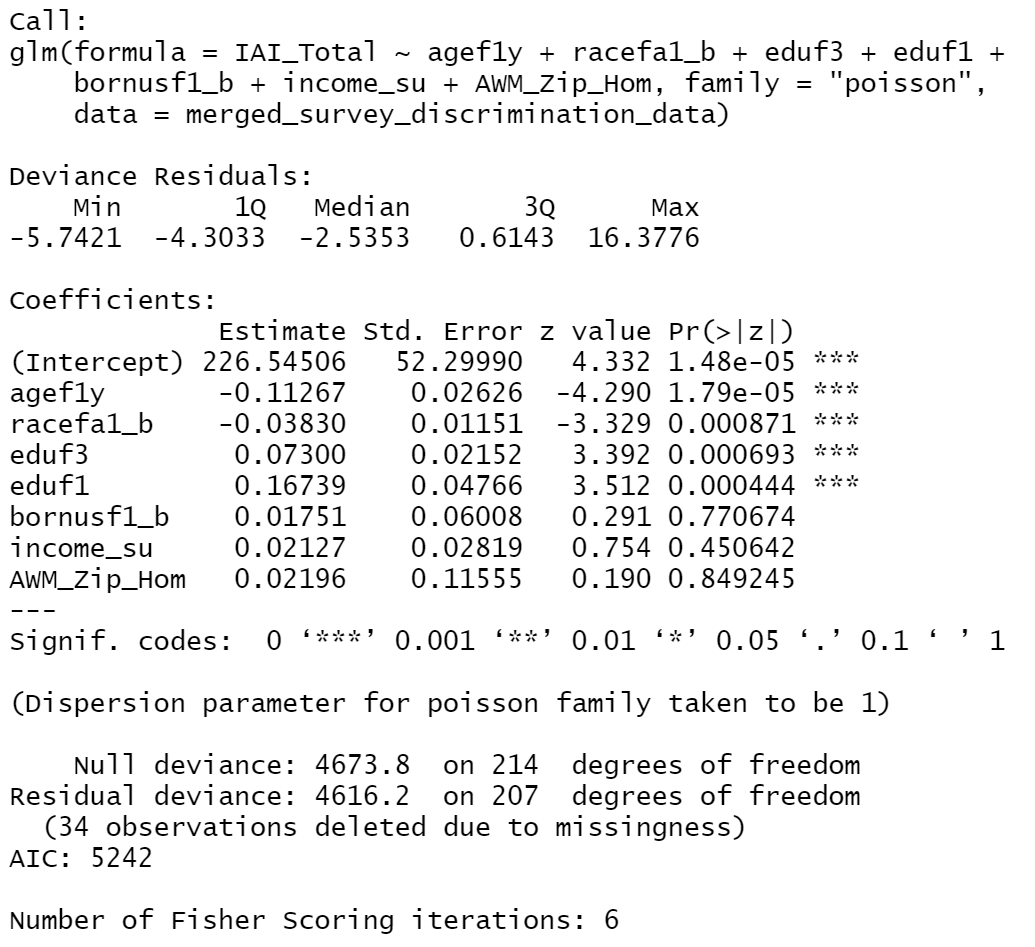 Call:
glm(formula = IAI_Total ~ agef1y + racefa1_b + eduf3 + eduf1 +
    bornusf1_b + income_su + AWM_Zip_Hom, family = "poisson",
    data = merged_survey_discrimination_data)

Deviance Residuals:
    Min       1Q   Median       3Q      Max
-5.7421  -4.3033  -2.5353   0.6143  16.3776

Coefficients:
             Estimate Std. Error z value Pr(>|z|)
(Intercept) 226.54506   52.29990   4.332 1.48e-05 ***
agef1y       -0.11267    0.02626  -4.290 1.79e-05 ***
racefa1_b    -0.03830    0.01151  -3.329 0.000871 ***
eduf3         0.07300    0.02152   3.392 0.000693 ***
eduf1         0.16739    0.04766   3.512 0.000444 ***
bornusf1_b    0.01751    0.06008   0.291 0.770674
income_su     0.02127    0.02819   0.754 0.450642
AWM_Zip_Hom   0.02196    0.11555   0.190 0.849245
---
Signif. codes:  0 ‘***’ 0.001 ‘**’ 0.01 ‘*’ 0.05 ‘.’ 0.1 ‘ ’ 1

(Dispersion parameter for poisson family taken to be 1)

    Null deviance: 4673.8  on 214  degrees of freedom
Residual deviance: 4616.2  on 207  degrees of freedom
  (34 observations deleted due to missingness)
AIC: 5242

Number of Fisher Scoring iterations: 6